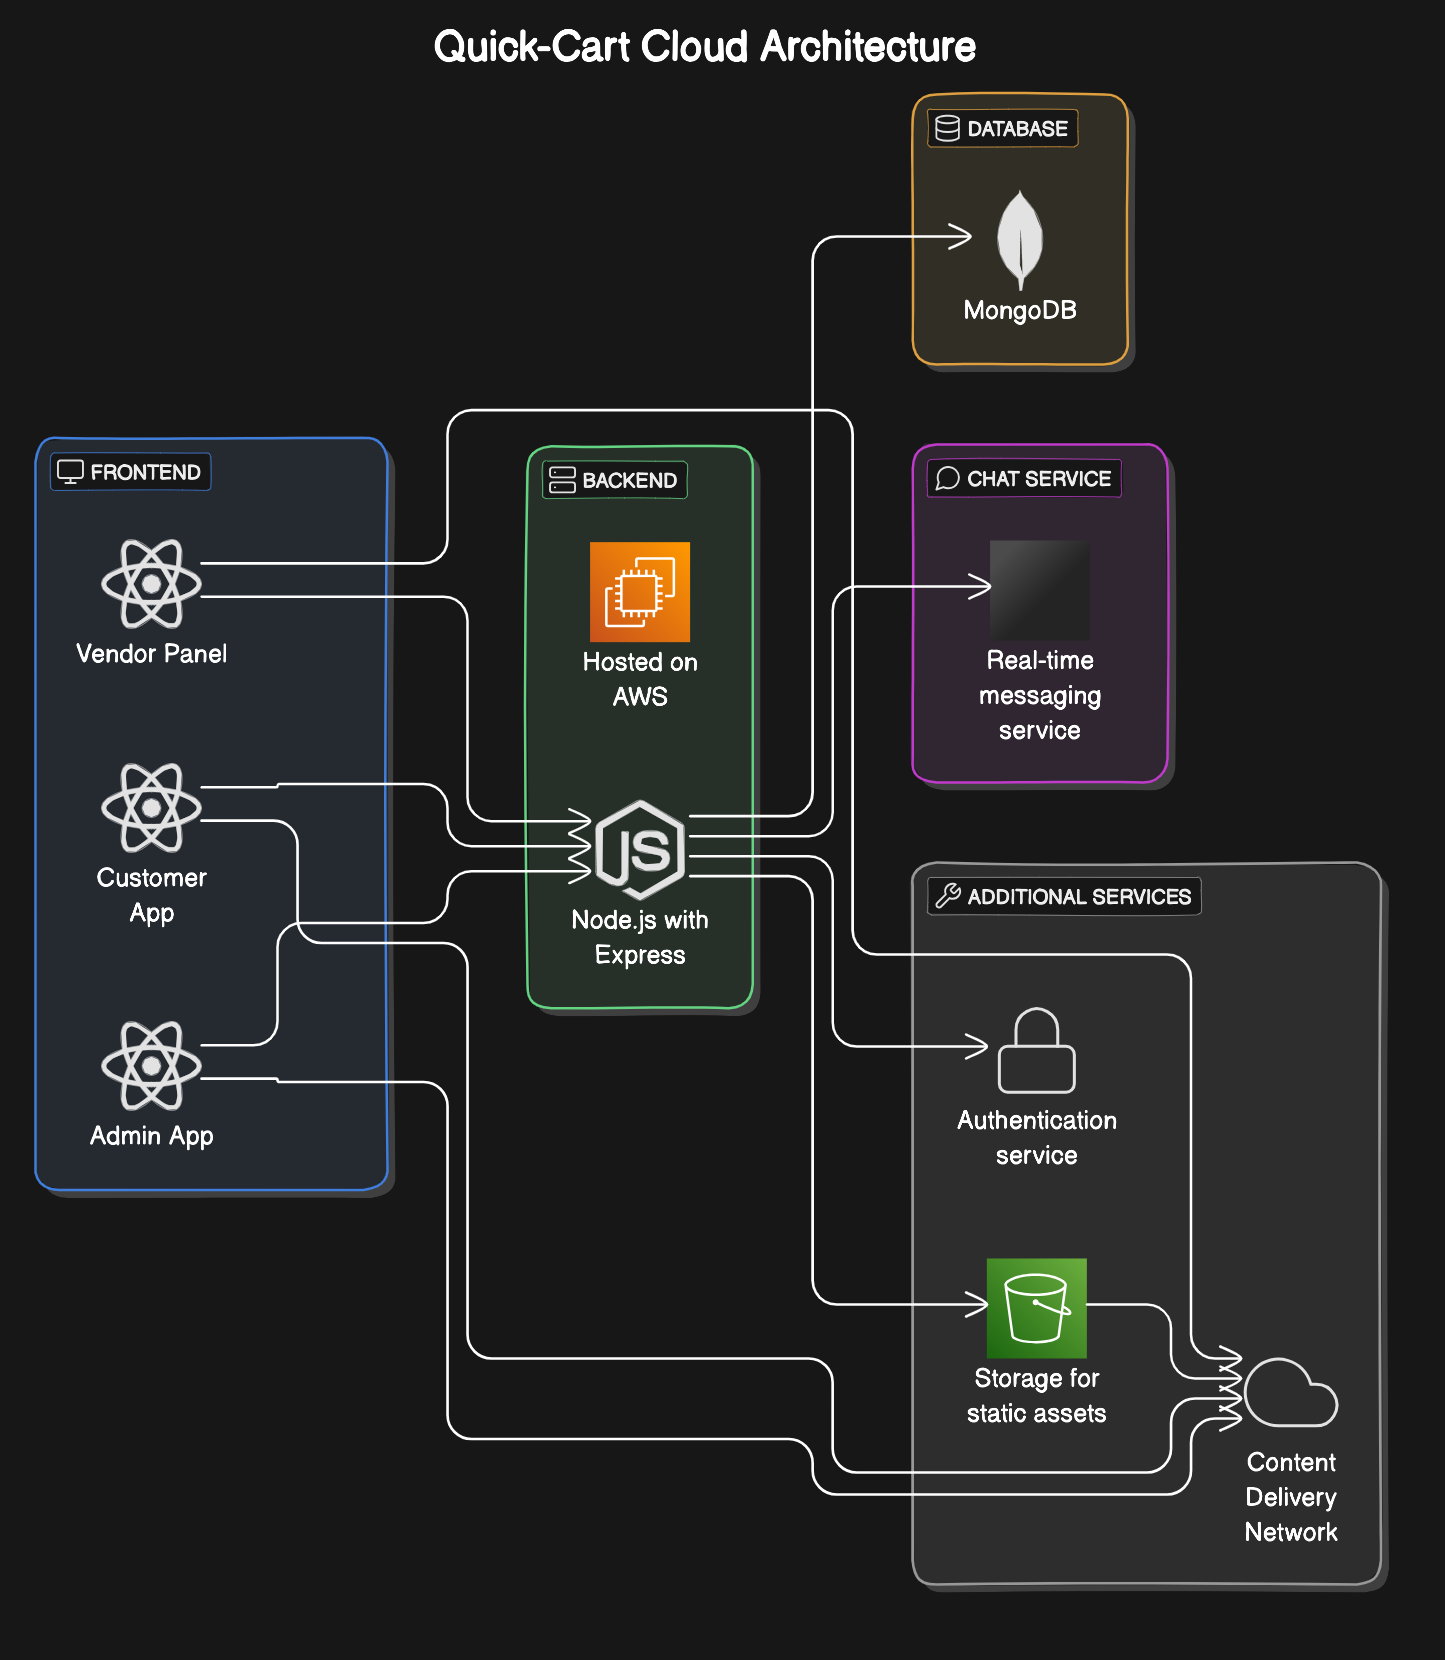 Quick-Cart Cloud Architecture
DATABASE
MongoDB
FRONTEND
Vendor Panel
Customer
App
Admin App
BACKEND
Hosted on
AWS
JS
Node.js with
Express
CHAT SERVICE
Real-time
messaging
service
ADDITIONAL SERVICES
Authentication
service
Storage for
static assets
Content
Delivery
Network